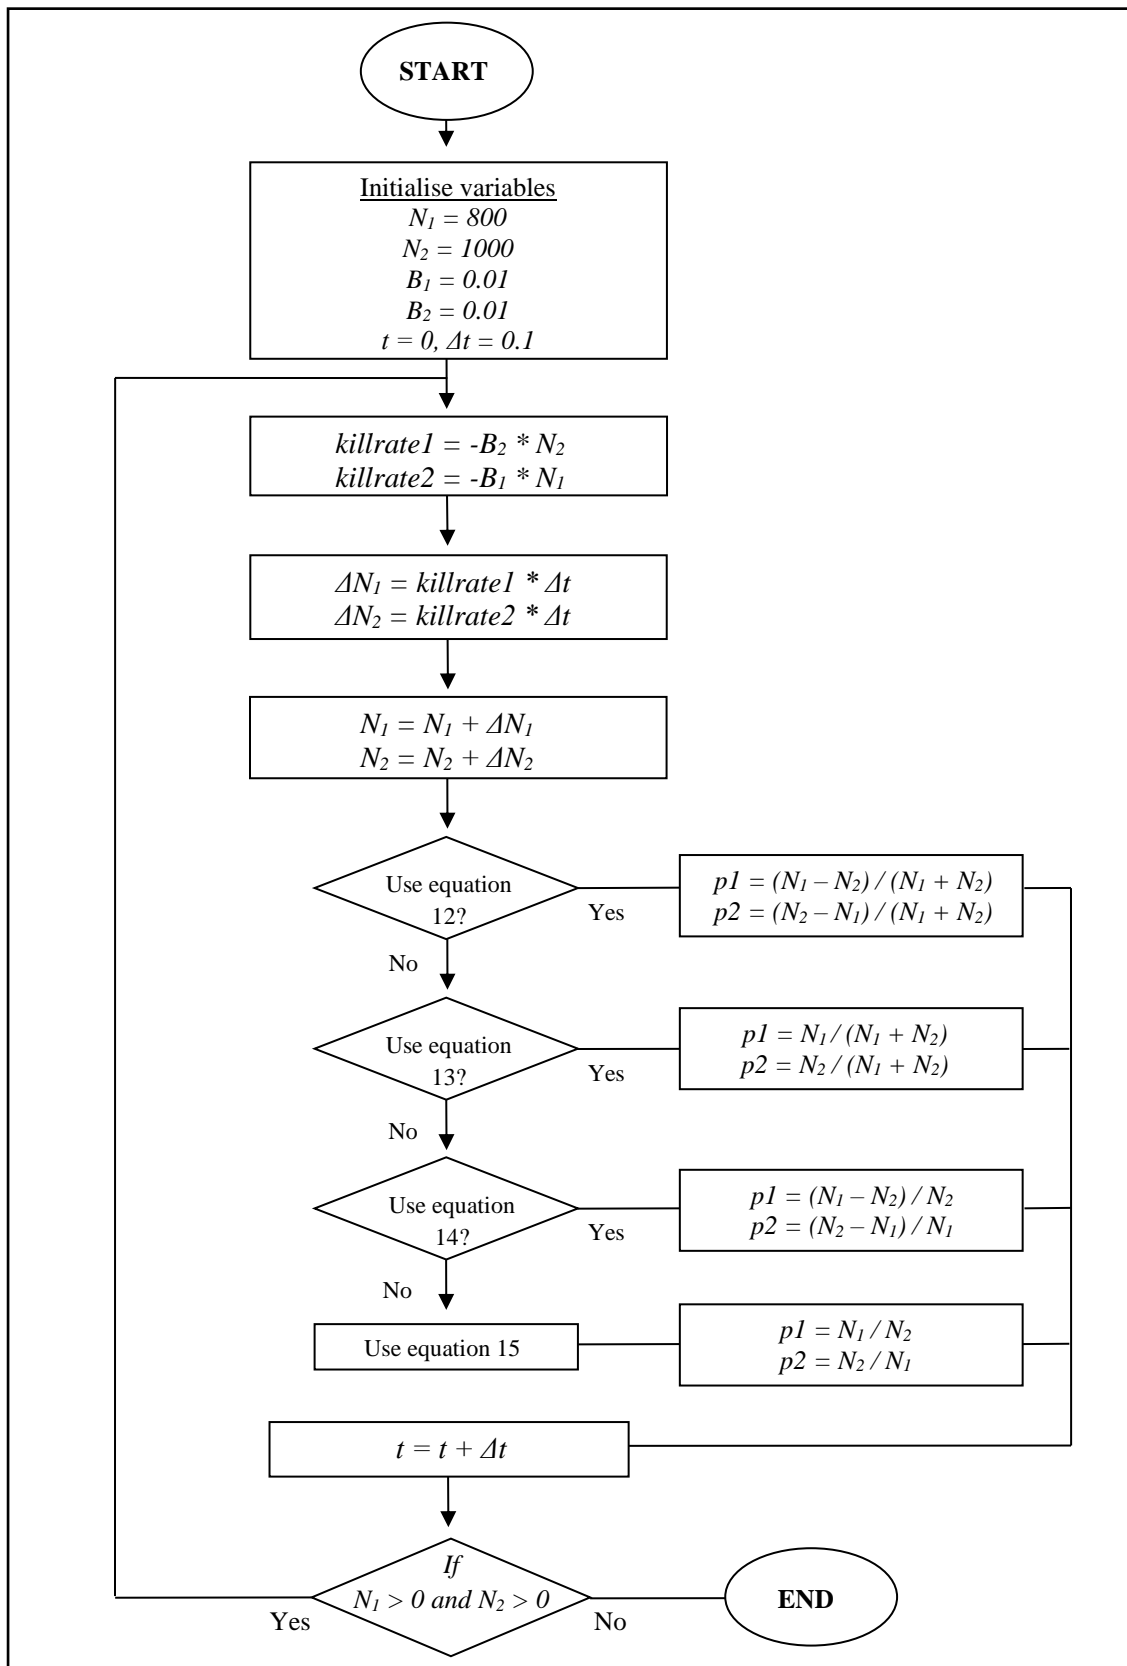 START
Initialise variables
N₁ = 800
N₂ = 1000
B₁ = 0.01
B₂ = 0.01
t = 0, Δt = 0.1
killrate1 = -B₂ * N₂
killrate2 = -B₁ * N₁
ΔN₁ = killrate1 * Δt
ΔN₂ = killrate2 * Δt
N₁ = N₁ + ΔN₁
N₂ = N₂ + ΔN₂
Use equation
12?
Yes
p1 = (N₁ – N₂) / (N₁ + N₂)
p2 = (N₂ – N₁) / (N₁ + N₂)
No
Use equation
13?
Yes
p1 = N₁ / (N₁ + N₂)
p2 = N₂ / (N₁ + N₂)
No
Use equation
14?
Yes
p1 = (N₁ – N₂) / N₂
p2 = (N₂ – N₁) / N₁
No
Use equation 15
p1 = N₁ / N₂
p2 = N₂ / N₁
t = t + Δt
If
N₁ > 0 and N₂ > 0
Yes
No
END